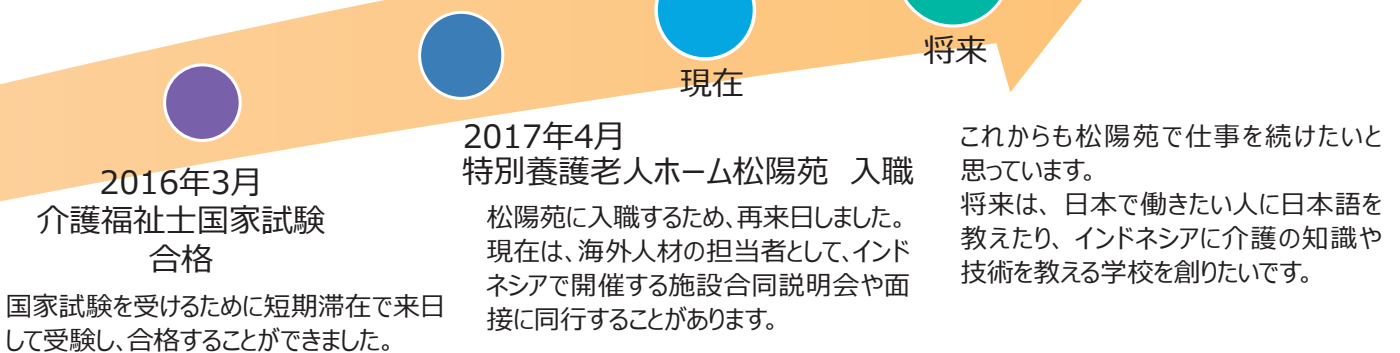 2016年3月
介護福祉士国家試験
合格
国家試験を受けるために短期滞在で来日
して受験し、合格することができました。
2017年4月
特別養護老人ホーム松陽苑　入職
松陽苑に入職するため、再来日しました。
現在は、海外人材の担当者として、インド
ネシアで開催する施設合同説明会や面
接に同行することがあります。
現在
将来
これからも松陽苑で仕事を続けたいと
思っています。
将来は、日本で働きたい人に日本語を
教えたり、インドネシアに介護の知識や
技術を教える学校を創りたいです。